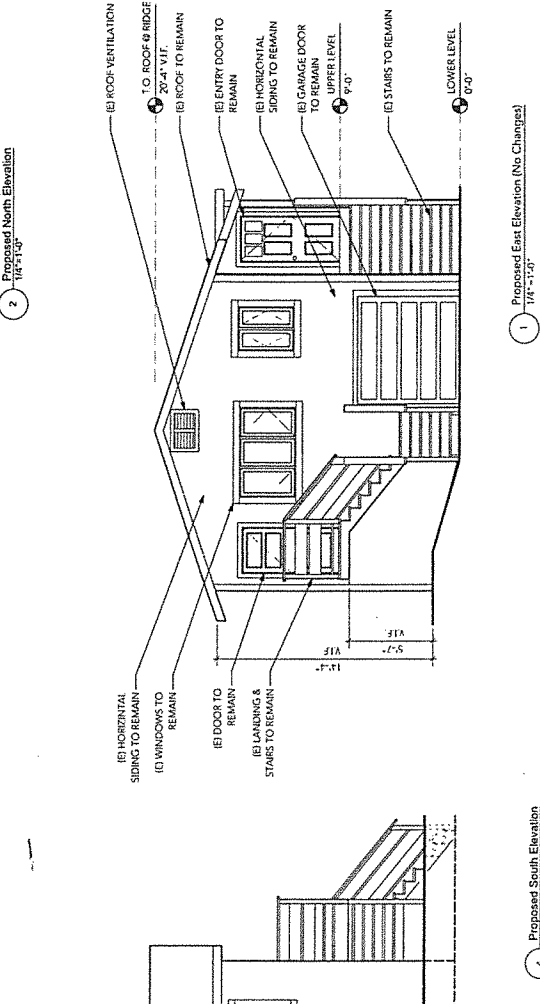 2
Proposed North Elevation
1/4"=1'-0"
(E) ROOF VENTILATION
T.O. ROOF @ RIDGE
20'-4" V.I.F.
(E) ROOF TO REMAIN
(E) ENTRY DOOR TO
REMAIN
(E) HORIZONTAL
SIDING TO REMAIN
(E) GARAGE DOOR
TO REMAIN
UPPER LEVEL
9'-0"
(E) STAIRS TO REMAIN
LOWER LEVEL
0'-0"
(E) HORIZINTAL
SIDING TO REMAIN
(E) WINDOWS TO
REMAIN
(E) DOOR TO
REMAIN
(E) LANDING &
STAIRS TO REMAIN
V.I.F.
5'-7"
V.I.F.
1
Proposed East Elevation (No Changes)
1/4"=1'-0"
Proposed South Elevation